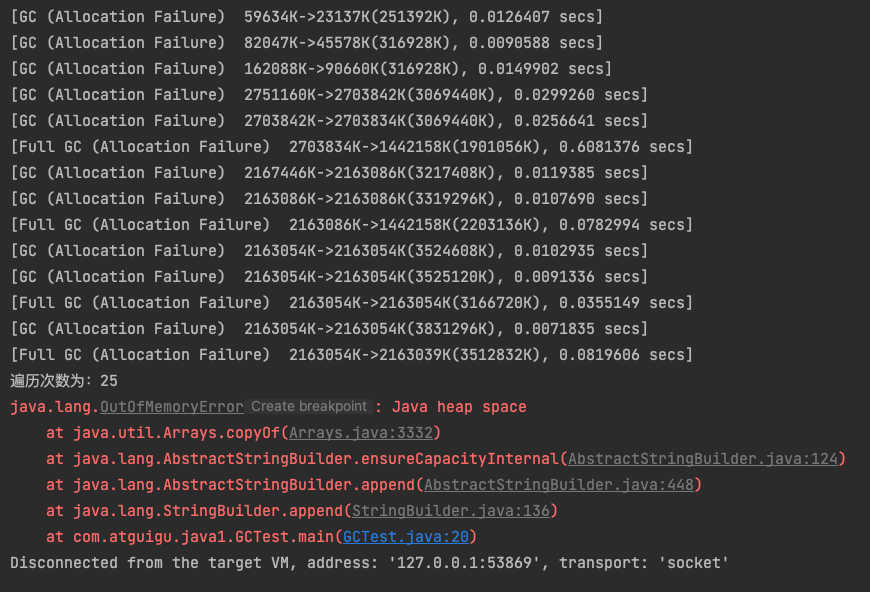 [GC (Allocation Failure)  59634K->23137K(251392K), 0.0126407 secs]
[GC (Allocation Failure)  82047K->45578K(316928K), 0.0090588 secs]
[GC (Allocation Failure)  162088K->90660K(316928K), 0.0149902 secs]
[GC (Allocation Failure)  2751160K->2703842K(3069440K), 0.0299260 secs]
[GC (Allocation Failure)  2703842K->2703834K(3069440K), 0.0256641 secs]
[Full GC (Allocation Failure)  2703834K->1442158K(1901056K), 0.6081376 secs]
[GC (Allocation Failure)  2167446K->2163086K(3217408K), 0.0119385 secs]
[GC (Allocation Failure)  2163086K->2163086K(3319296K), 0.0107690 secs]
[Full GC (Allocation Failure)  2163086K->1442158K(2203136K), 0.0782994 secs]
[GC (Allocation Failure)  2163054K->2163054K(3524608K), 0.0102935 secs]
[GC (Allocation Failure)  2163054K->2163054K(3525120K), 0.0091336 secs]
[Full GC (Allocation Failure)  2163054K->2163054K(3166720K), 0.0355149 secs]
[GC (Allocation Failure)  2163054K->2163054K(3831296K), 0.0071835 secs]
[Full GC (Allocation Failure)  2163054K->2163039K(3512832K), 0.0819606 secs]
遍历次数为：25
java.lang.OutOfMemoryError Create breakpoint : Java heap space
    at java.util.Arrays.copyOf(Arrays.java:3332)
    at java.lang.AbstractStringBuilder.ensureCapacityInternal(AbstractStringBuilder.java:124)
    at java.lang.AbstractStringBuilder.append(AbstractStringBuilder.java:448)
    at java.lang.StringBuilder.append(StringBuilder.java:136)
    at com.atguigu.java1.GCTest.main(GCTest.java:20)
Disconnected from the target VM, address: '127.0.0.1:53869', transport: 'socket'